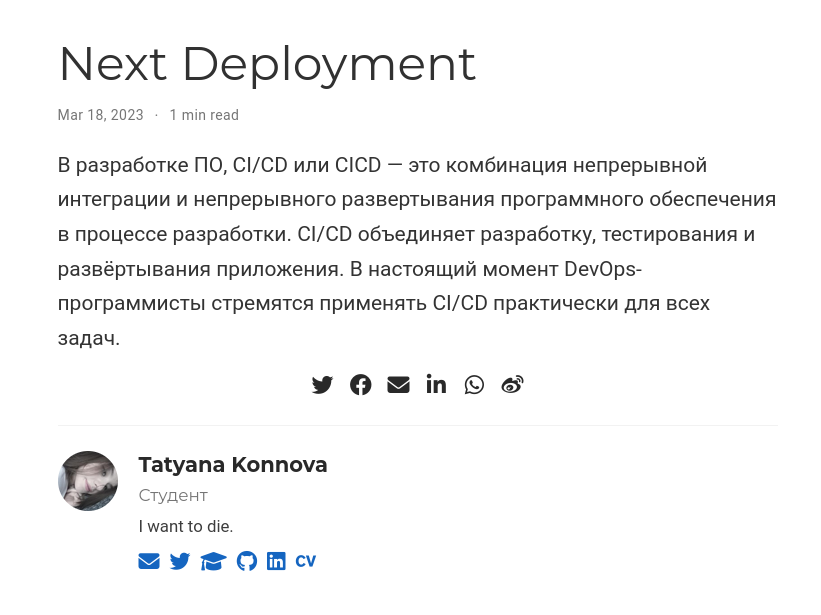 Next Deployment
Mar 18, 2023 · 1 min read
В разработке ПО, CI/CD или CICD — это комбинация непрерывной
интеграции и непрерывного развертывания программного обеспечения
в процессе разработки. CI/CD объединяет разработку, тестирования и
развёртывания приложения. В настоящий момент DevOps-
программисты стремятся применять CI/CD практически для всех
задач.
Tatyana Konnova
Студент
I want to die.
CV